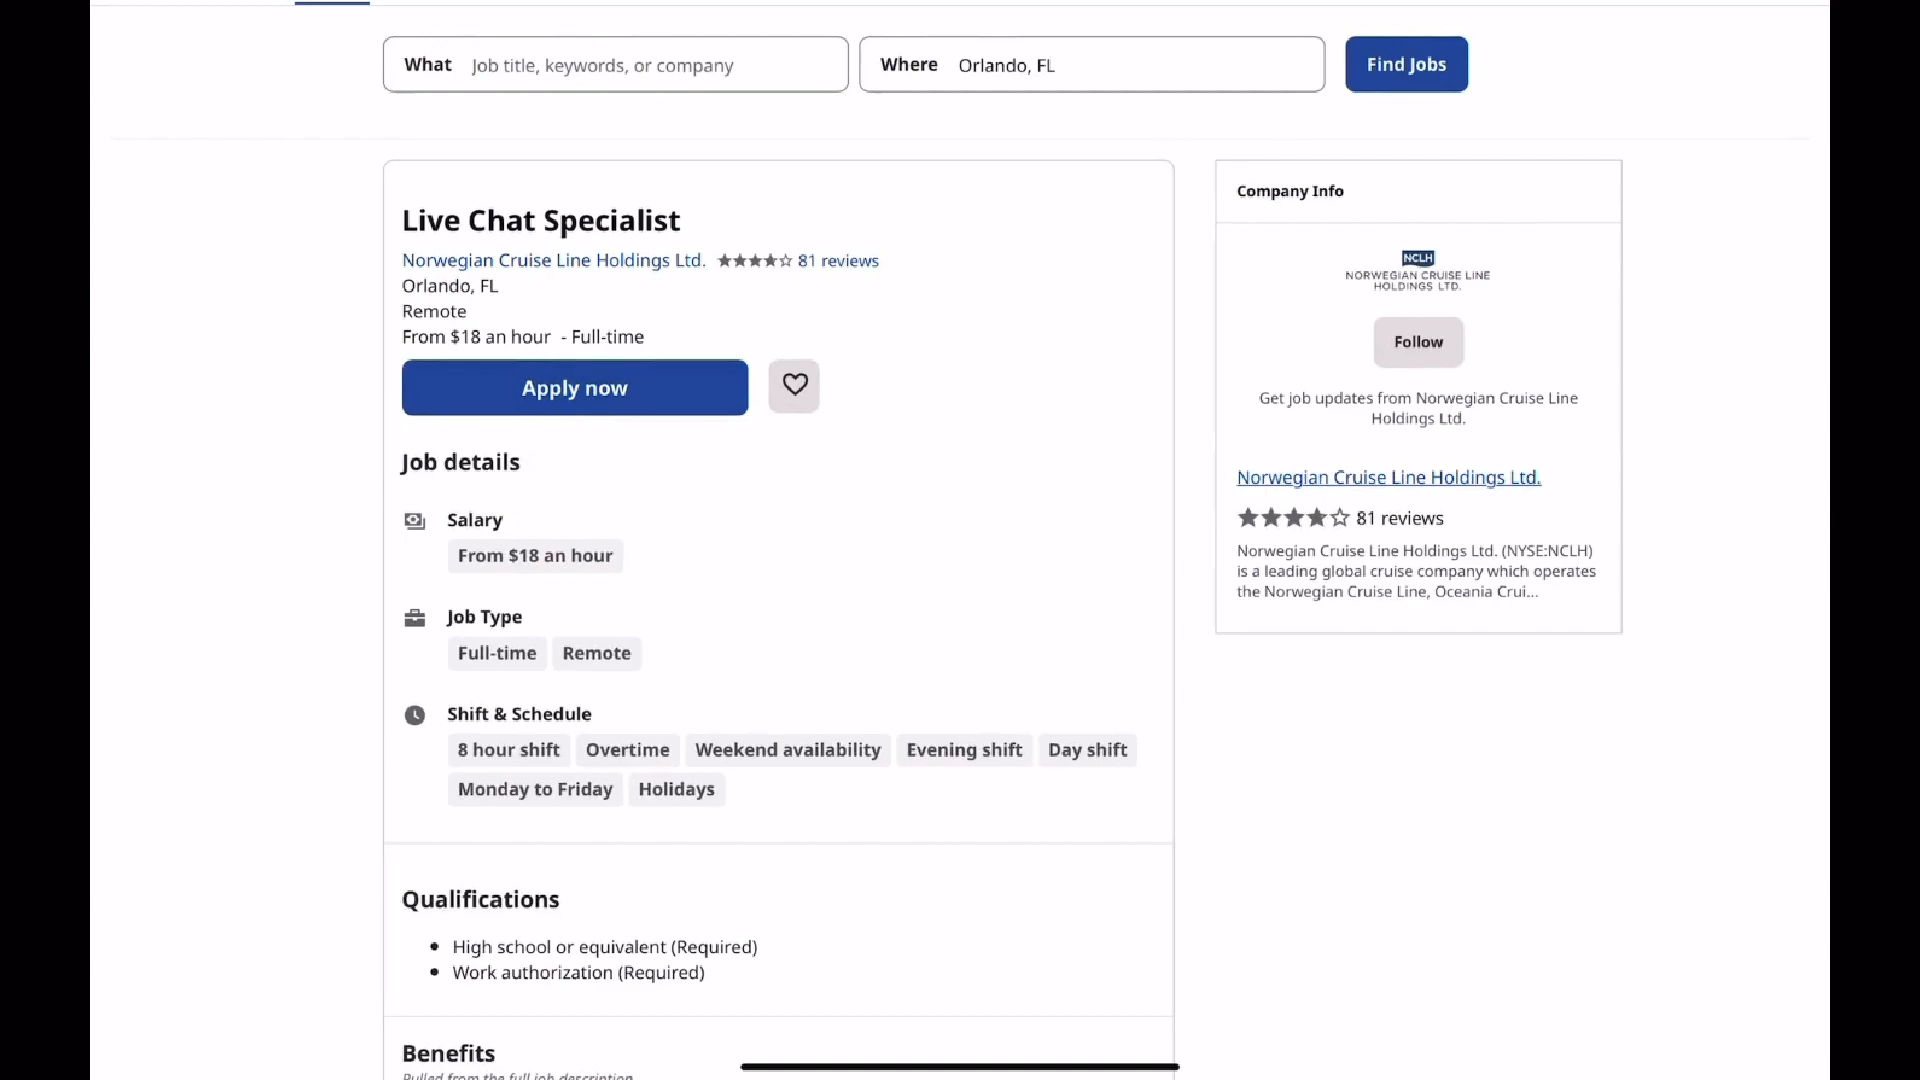 What Job title, keywords, or company
Where Orlando, FL
Find Jobs
Live Chat Specialist
Norwegian Cruise Line Holdings Ltd. 81 reviews
Orlando, FL
Remote
From $18 an hour - Full-time
Apply now
Job details
Salary
From $18 an hour
Job Type
Full-time Remote
Shift & Schedule
8 hour shift Overtime Weekend availability Evening shift Day shift
Monday to Friday Holidays
Qualifications
High school or equivalent (Required)
Work authorization (Required)
Benefits
Pulled from the full job description
Company Info
NCLH
NORWEGIAN CRUISE LINE
HOLDINGS LTD.
Follow
Get job updates from Norwegian Cruise Line
Holdings Ltd.
Norwegian Cruise Line Holdings Ltd.
81 reviews
Norwegian Cruise Line Holdings Ltd. (NYSE:NCLH)
is a leading global cruise company which operates
the Norwegian Cruise Line, Oceania Crui...